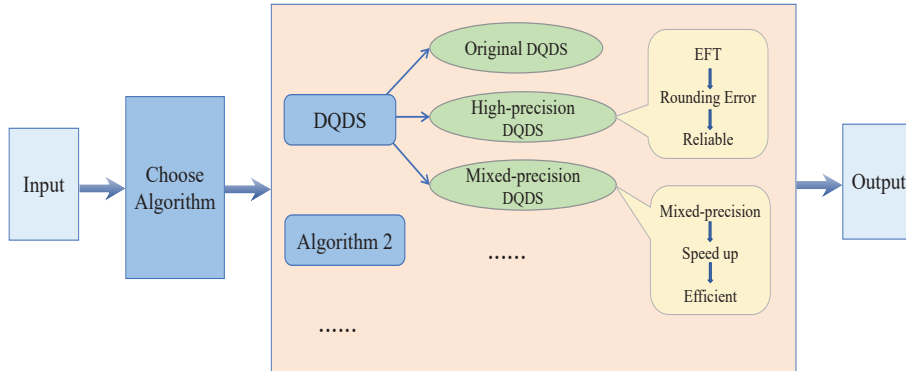 Input
Choose
Algorithm
DQDS
Algorithm 2
......
Original DQDS
High-precision
DQDS
Mixed-precision
DQDS
......
EFT
Rounding Error
Reliable
Mixed-precision
Speed up
Efficient
Output